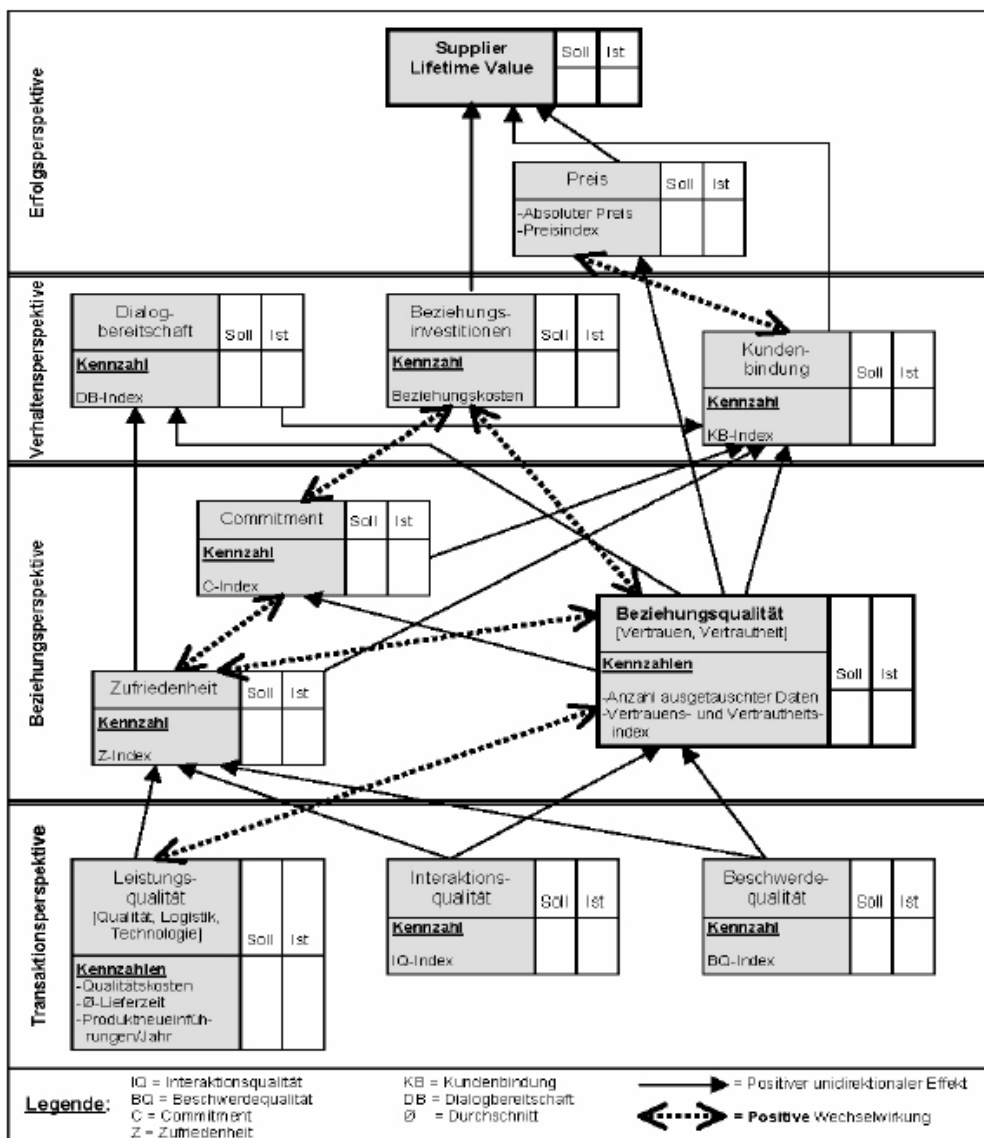 Erfolgsperspektive
Supplier
Lifetime Value
Soll
Ist
Preis
-Absoluter Preis
-Preisindex
Soll
Ist
Verhaltensperspektive
Dialog-
bereitschaft
Kennzahl
DB-Index
Soll
Ist
Beziehungs-
investitionen
Kennzahl
Beziehungskosten
Soll
Ist
Kunden-
bindung
Kennzahl
KB-Index
Soll
Ist
Beziehungsperspektive
Commitment
Kennzahl
C-Index
Soll
Ist
Beziehungsqualität
[Vertrauen, Vertrautheit]
Kennzahlen
-Anzahl ausgetauschter Daten
-Vertrauens- und Vertrautheits-
index
Soll
Ist
Zufriedenheit
Kennzahl
Z-Index
Soll
Ist
Transaktionsperspektive
Leistungs-
qualität
[Qualität, Logistik,
Technologie]
Kennzahlen
-Qualitätskosten
-Ø-Lieferzeit
-Produktneueinfüh-
rungen/Jahr
Soll
Ist
Interaktions-
qualität
Kennzahl
IQ-Index
Soll
Ist
Beschwerde-
qualität
Kennzahl
BQ-Index
Soll
Ist
Legende:
IQ = Interaktionsqualität
BQ = Beschwerdequalität
C = Commitment
Z = Zufriedenheit
KB = Kundenbindung
DB = Dialogbereitschaft
Ø = Durchschnitt
= Positiver unidirektionaler Effekt
= Positive Wechselwirkung